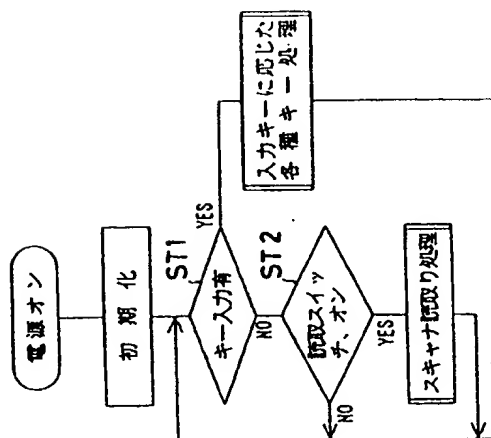 電源オン
初期化
ST1
キー入力有
YES
入力キーに応じた
各種キー処理
NO
ST2
読取スイッ
チ、オン
NO
YES
スキャナ読取り処理